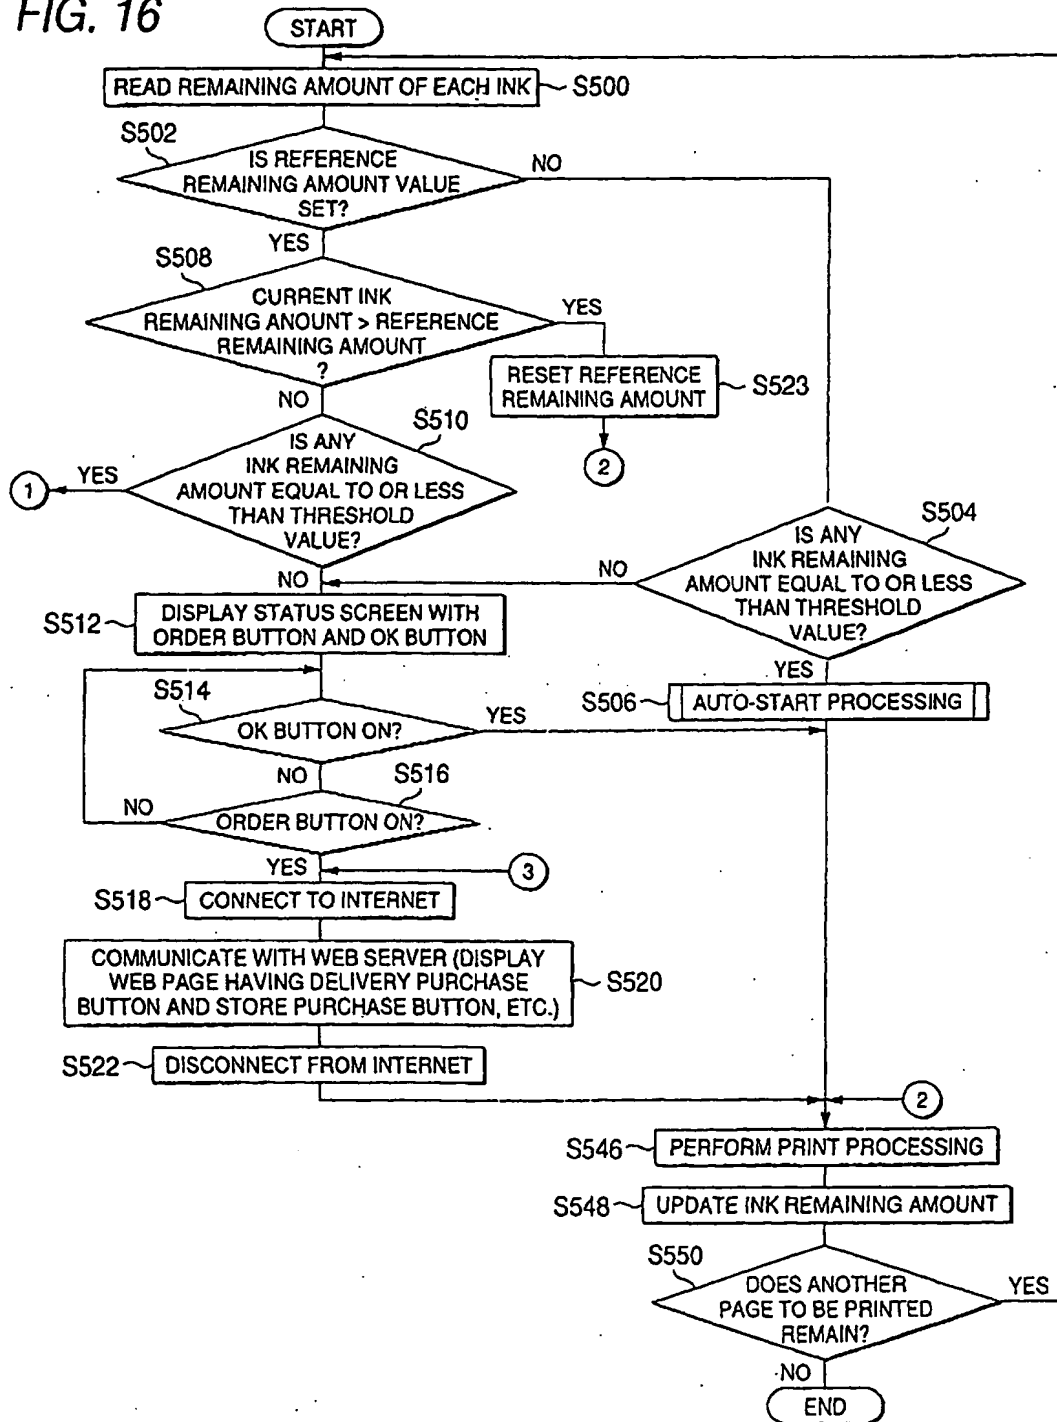 FIG. 16
START
READ REMAINING AMOUNT OF EACH INK
S500
S502
IS REFERENCE
REMAINING AMOUNT VALUE
SET?
NO
YES
S508
CURRENT INK
REMAINING ANOUNT > REFERENCE
REMAINING AMOUNT
?
YES
RESET REFERENCE
REMAINING AMOUNT
S523
2
NO
S510
IS ANY
INK REMAINING
AMOUNT EQUAL TO OR LESS
THAN THRESHOLD
VALUE?
YES
1
NO
S504
IS ANY
INK REMAINING
AMOUNT EQUAL TO OR LESS
THAN THRESHOLD
VALUE?
NO
YES
S506
AUTO-START PROCESSING
S512
DISPLAY STATUS SCREEN WITH
ORDER BUTTON AND OK BUTTON
S514
OK BUTTON ON?
YES
NO
S516
ORDER BUTTON ON?
NO
YES
3
S518
CONNECT TO INTERNET
COMMUNICATE WITH WEB SERVER (DISPLAY
WEB PAGE HAVING DELIVERY PURCHASE
BUTTON AND STORE PURCHASE BUTTON, ETC.)
S520
S522
DISCONNECT FROM INTERNET
2
S546
PERFORM PRINT PROCESSING
S548
UPDATE INK REMAINING AMOUNT
S550
DOES ANOTHER
PAGE TO BE PRINTED
REMAIN?
YES
NO
END